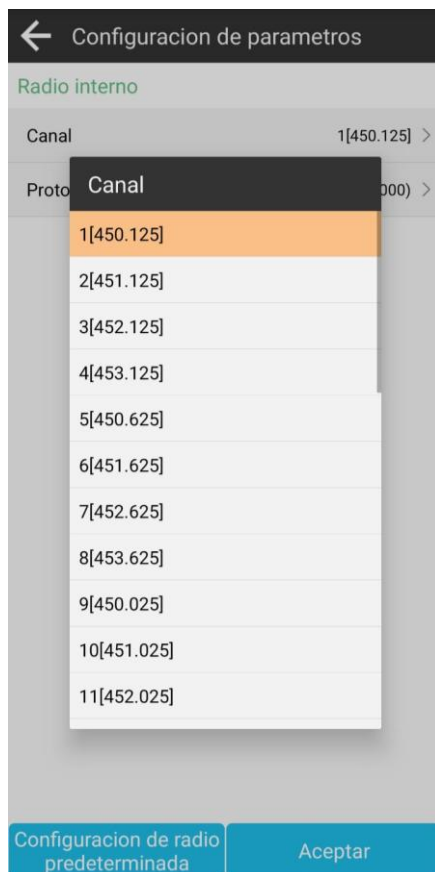 Configuracion de parametros
Radio interno
Canal 1[450.125] >
Proto 000) >
Canal
1[450.125]
2[451.125]
3[452.125]
4[453.125]
5[450.625]
6[451.625]
7[452.625]
8[453.625]
9[450.025]
10[451.025]
11[452.025]
Configuracion de radio
predeterminada
Aceptar